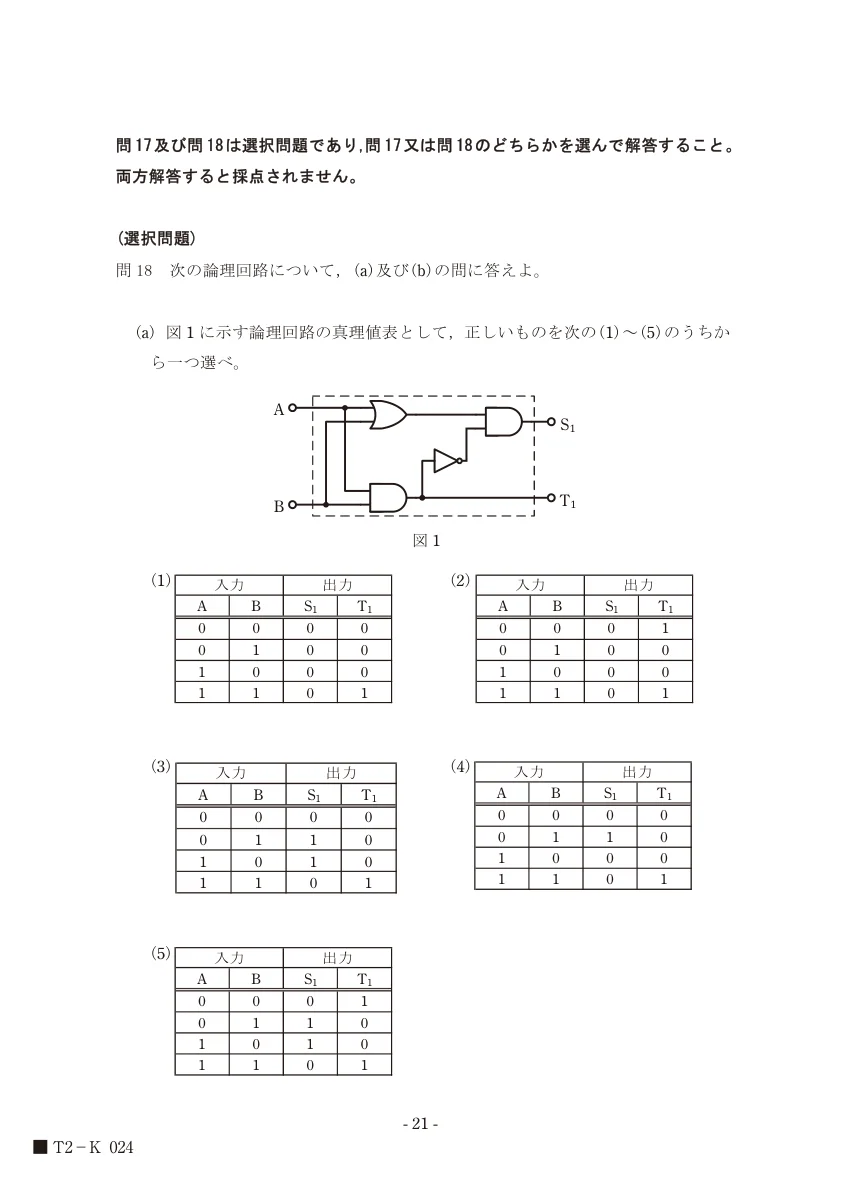 問17及び問18は選択問題であり,問17又は問18のどちらかを選んで解答すること。
両方解答すると採点されません。
(選択問題)
問 18 次の論理回路について，(a)及び(b)の問に答えよ。
(a) 図 1 に示す論理回路の真理値表として，正しいものを次の(1)～(5)のうちか
ら一つ選べ。
A
S1
B
T1
図 1
(1)
入力 出力
A B S1 T1
0 0 0 0
0 1 0 0
1 0 0 0
1 1 0 1
(2)
入力 出力
A B S1 T1
0 0 0 1
0 1 0 0
1 0 0 0
1 1 0 1
(3)
入力 出力
A B S1 T1
0 0 0 0
0 1 1 0
1 0 1 0
1 1 0 1
(4)
入力 出力
A B S1 T1
0 0 0 0
0 1 1 0
1 0 0 0
1 1 0 1
(5)
入力 出力
A B S1 T1
0 0 0 1
0 1 1 0
1 0 1 0
1 1 0 1
- 21 -
■ T2－K 024